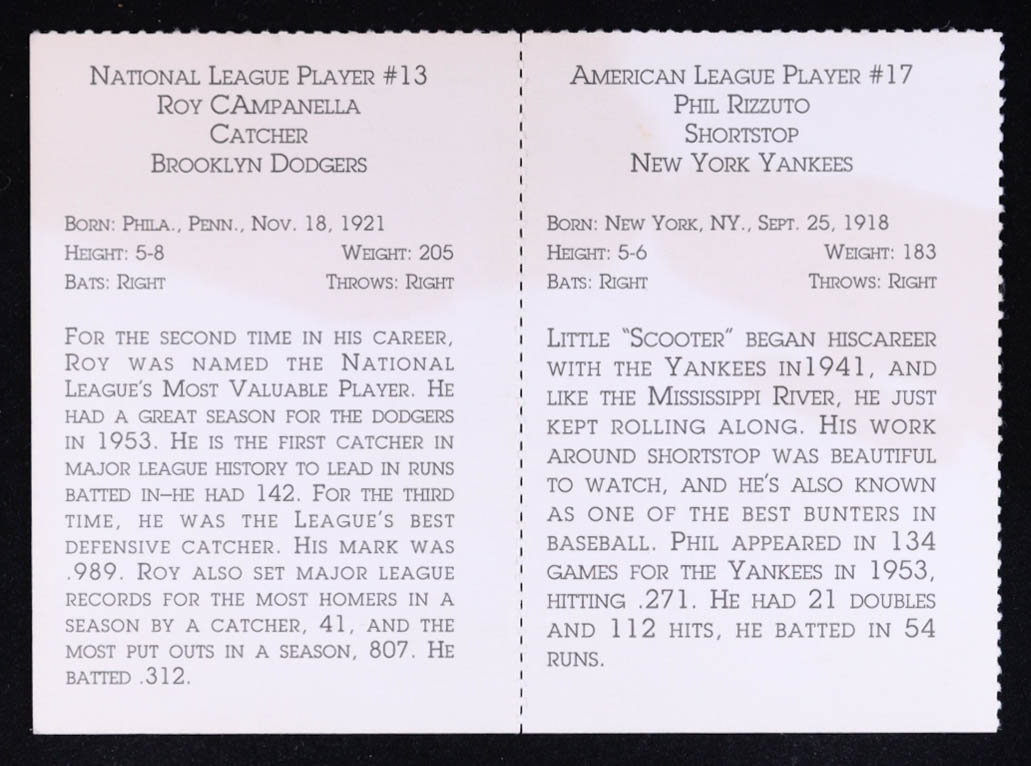 NATIONAL LEAGUE PLAYER #13
ROY CAMPANELLA
CATCHER
BROOKLYN DODGERS
BORN: PHILA., PENN., NOV. 18, 1921
HEIGHT: 5-8 WEIGHT: 205
BATS: RIGHT THROWS: RIGHT
FOR THE SECOND TIME IN HIS CAREER,
ROY WAS NAMED THE NATIONAL
LEAGUE'S MOST VALUABLE PLAYER. HE
HAD A GREAT SEASON FOR THE DODGERS
IN 1953. HE IS THE FIRST CATCHER IN
MAJOR LEAGUE HISTORY TO LEAD IN RUNS
BATTED IN—HE HAD 142. FOR THE THIRD
TIME, HE WAS THE LEAGUE'S BEST
DEFENSIVE CATCHER. HIS MARK WAS
.989. ROY ALSO SET MAJOR LEAGUE
RECORDS FOR THE MOST HOMERS IN A
SEASON BY A CATCHER, 41, AND THE
MOST PUT OUTS IN A SEASON, 807. HE
BATTED .312.
AMERICAN LEAGUE PLAYER #17
PHIL RIZZUTO
SHORTSTOP
NEW YORK YANKEES
BORN: NEW YORK, NY., SEPT. 25, 1918
HEIGHT: 5-6 WEIGHT: 183
BATS: RIGHT THROWS: RIGHT
LITTLE "SCOOTER" BEGAN HISCAREER
WITH THE YANKEES IN1941, AND
LIKE THE MISSISSIPPI RIVER, HE JUST
KEPT ROLLING ALONG. HIS WORK
AROUND SHORTSTOP WAS BEAUTIFUL
TO WATCH, AND HE'S ALSO KNOWN
AS ONE OF THE BEST BUNTERS IN
BASEBALL. PHIL APPEARED IN 134
GAMES FOR THE YANKEES IN 1953,
HITTING .271. HE HAD 21 DOUBLES
AND 112 HITS, HE BATTED IN 54
RUNS.